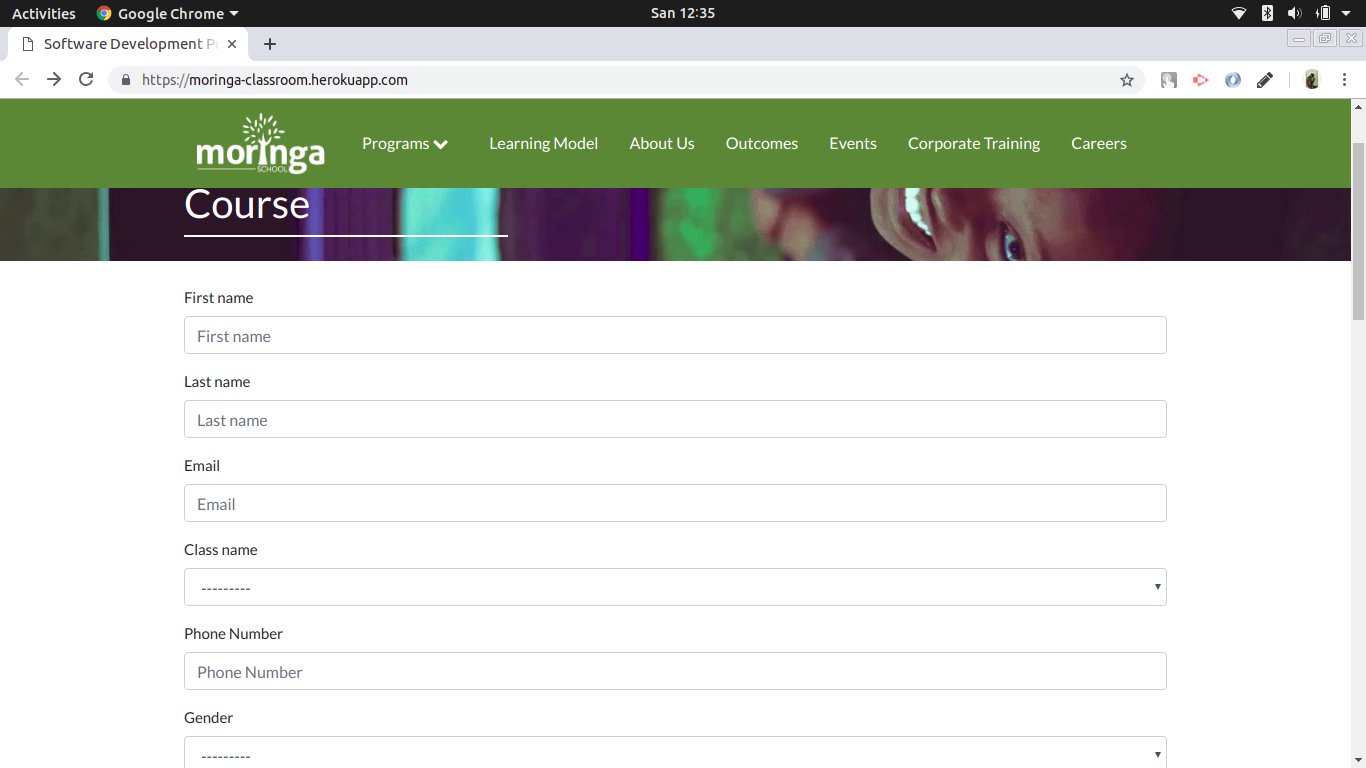 Activities Google Chrome San 12:35
Software Development Pr
https://moringa-classroom.herokuapp.com
moringa
SCHOOL
Programs Learning Model About Us Outcomes Events Corporate Training Careers
Course
First name
First name
Last name
Last name
Email
Email
Class name
---------
Phone Number
Phone Number
Gender
---------